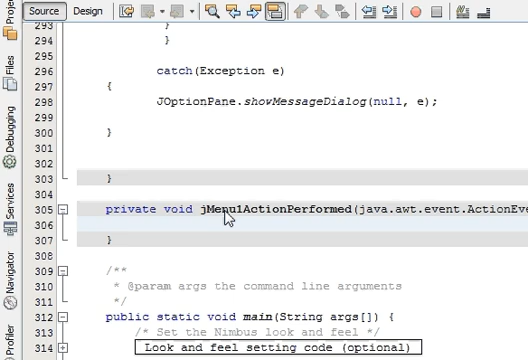 Source Design
Projec
Files
Debugging
Services
Navigator
Profiler
293 }
294 }
295
296 catch(Exception e)
297 {
298 JOptionPane.showMessageDialog(null, e);
299
300 }
301
302
303 }
304
305 private void jMenu1ActionPerformed(java.awt.event.ActionEve
306
307 }
308
309 /**
310 * @param args the command line arguments
311 */
312 public static void main(String args[]) {
313 /* Set the Nimbus look and feel */
314 Look and feel setting code (optional)